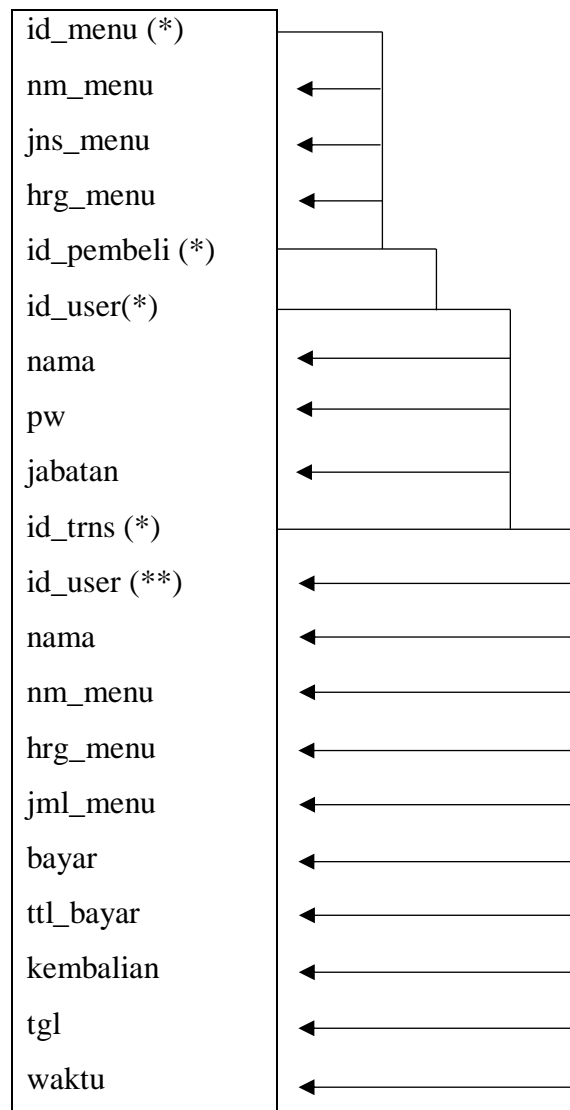 id_menu (*)
nm_menu
jns_menu
hrg_menu
id_pembeli (*)
id_user(*)
nama
pw
jabatan
id_trns (*)
id_user (**)
nama
nm_menu
hrg_menu
jml_menu
bayar
ttl_bayar
kembalian
tgl
waktu